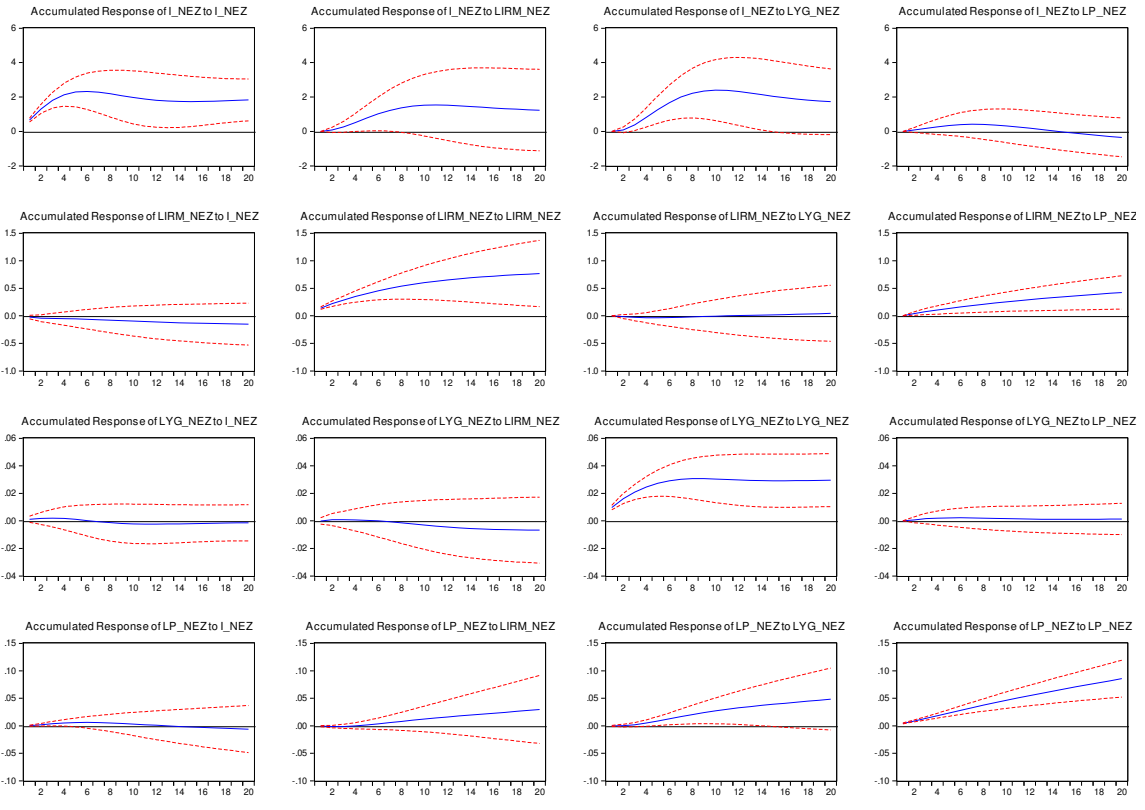 Accumulated Response of I_NEZ to I_NEZ
Accumulated Response of I_NEZ to LIRM_NEZ
Accumulated Response of I_NEZ to LYG_NEZ
Accumulated Response of I_NEZ to LP_NEZ
6 6 6 6
4 4 4 4
2 2 2 2
0 0 0 0
-2 -2 -2 -2
2 4 6 8 10 12 14 16 18 20 2 4 6 8 10 12 14 16 18 20 2 4 6 8 10 12 14 16 18 20 2 4 6 8 10 12 14 16 18 20
Accumulated Response of LIRM_NEZ to I_NEZ
Accumulated Response of LIRM_NEZ to LIRM_NEZ
Accumulated Response of LIRM_NEZ to LYG_NEZ
Accumulated Response of LIRM_NEZ to LP_NEZ
1.5 1.5 1.5 1.5
1.0 1.0 1.0 1.0
0.5 0.5 0.5 0.5
0.0 0.0 0.0 0.0
-0.5 -0.5 -0.5 -0.5
-1.0 -1.0 -1.0 -1.0
2 4 6 8 10 12 14 16 18 20 2 4 6 8 10 12 14 16 18 20 2 4 6 8 10 12 14 16 18 20 2 4 6 8 10 12 14 16 18 20
Accumulated Response of LYG_NEZ to I_NEZ
Accumulated Response of LYG_NEZ to LIRM_NEZ
Accumulated Response of LYG_NEZ to LYG_NEZ
Accumulated Response of LYG_NEZ to LP_NEZ
.06 .06 .06 .06
.04 .04 .04 .04
.02 .02 .02 .02
.00 .00 .00 .00
-.02 -.02 -.02 -.02
-.04 -.04 -.04 -.04
2 4 6 8 10 12 14 16 18 20 2 4 6 8 10 12 14 16 18 20 2 4 6 8 10 12 14 16 18 20 2 4 6 8 10 12 14 16 18 20
Accumulated Response of LP_NEZ to I_NEZ
Accumulated Response of LP_NEZ to LIRM_NEZ
Accumulated Response of LP_NEZ to LYG_NEZ
Accumulated Response of LP_NEZ to LP_NEZ
.15 .15 .15 .15
.10 .10 .10 .10
.05 .05 .05 .05
.00 .00 .00 .00
-.05 -.05 -.05 -.05
-.10 -.10 -.10 -.10
2 4 6 8 10 12 14 16 18 20 2 4 6 8 10 12 14 16 18 20 2 4 6 8 10 12 14 16 18 20 2 4 6 8 10 12 14 16 18 20